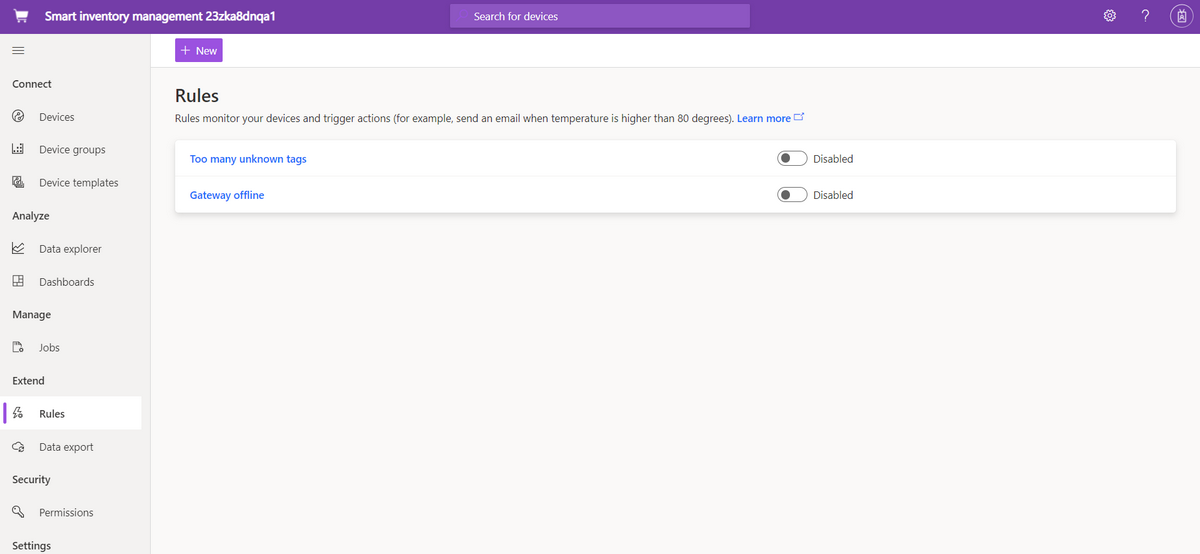 Smart inventory management 23zka8dnqa1
Search for devices
?
+ New
Connect
Devices
Device groups
Device templates
Analyze
Data explorer
Dashboards
Manage
Jobs
Extend
Rules
Data export
Security
Permissions
Settings
Rules
Rules monitor your devices and trigger actions (for example, send an email when temperature is higher than 80 degrees). Learn more
Too many unknown tags
Disabled
Gateway offline
Disabled